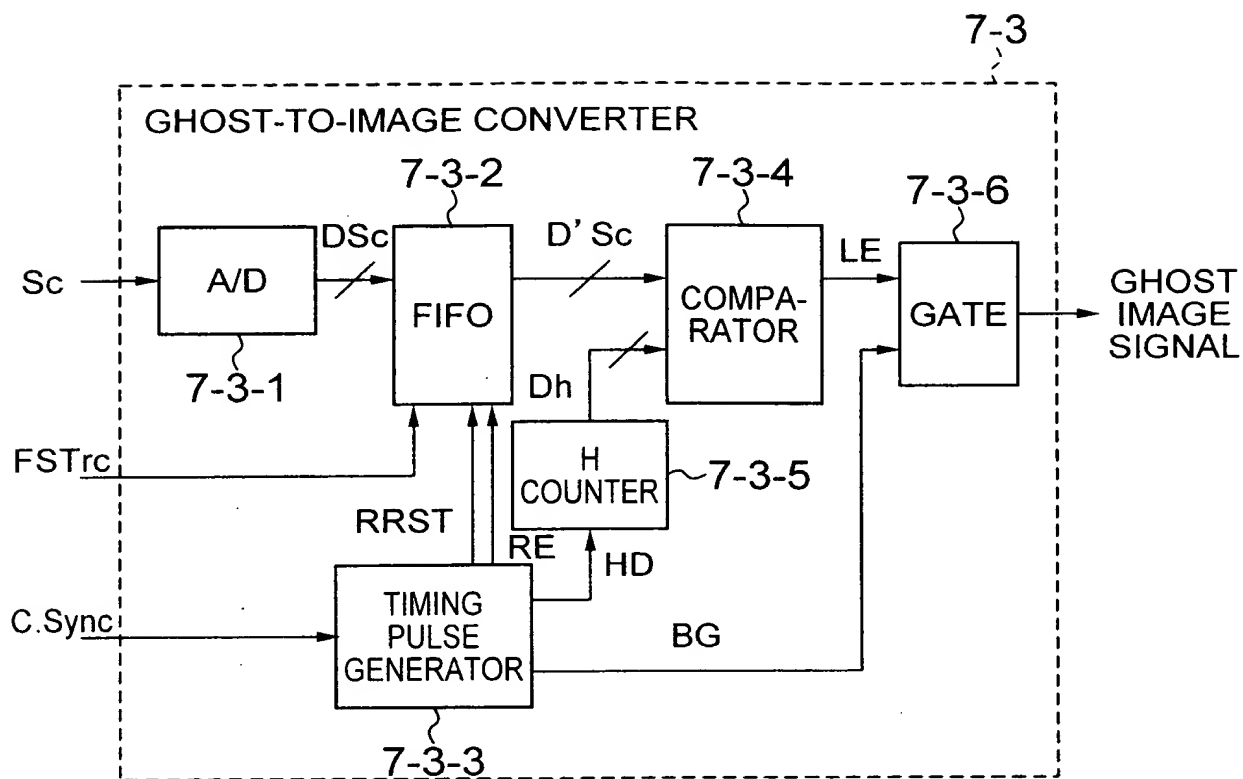 7-3
GHOST-TO-IMAGE CONVERTER
7-3-2
7-3-4
7-3-6
DSc
D' Sc
LE
Sc
A/D
FIFO
COMPA-
RATOR
GATE
GHOST
IMAGE
SIGNAL
7-3-1
Dh
FSTrc
H
COUNTER
7-3-5
RRST
RE
HD
C.Sync
TIMING
PULSE
GENERATOR
BG
7-3-3